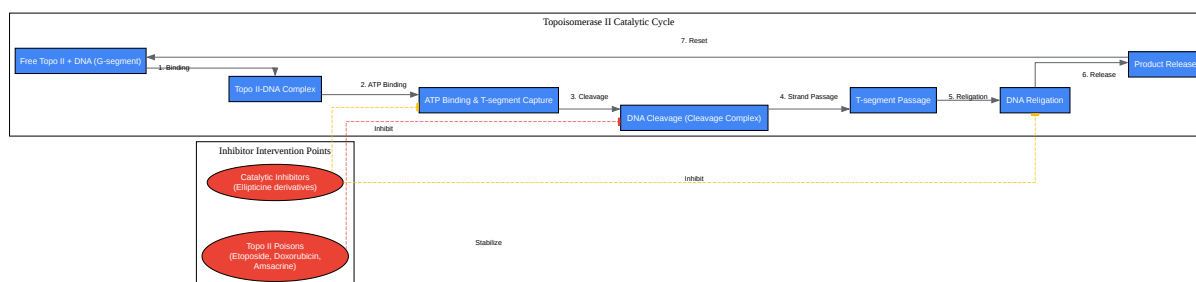 Topoisomerase II Catalytic Cycle
7. Reset
Free Topo II + DNA (G-segment)
1. Binding
Topo II-DNA Complex
2. ATP Binding
ATP Binding & T-segment Capture
3. Cleavage
DNA Cleavage (Cleavage Complex)
4. Strand Passage
T-segment Passage
5. Religation
DNA Religation
6. Release
Product Release
Inhibit
Inhibitor Intervention Points
Catalytic Inhibitors
(Ellipticine derivatives)
Inhibit
Topo II Poisons
(Etoposide, Doxorubicin,
Amsacrine)
Stabilize